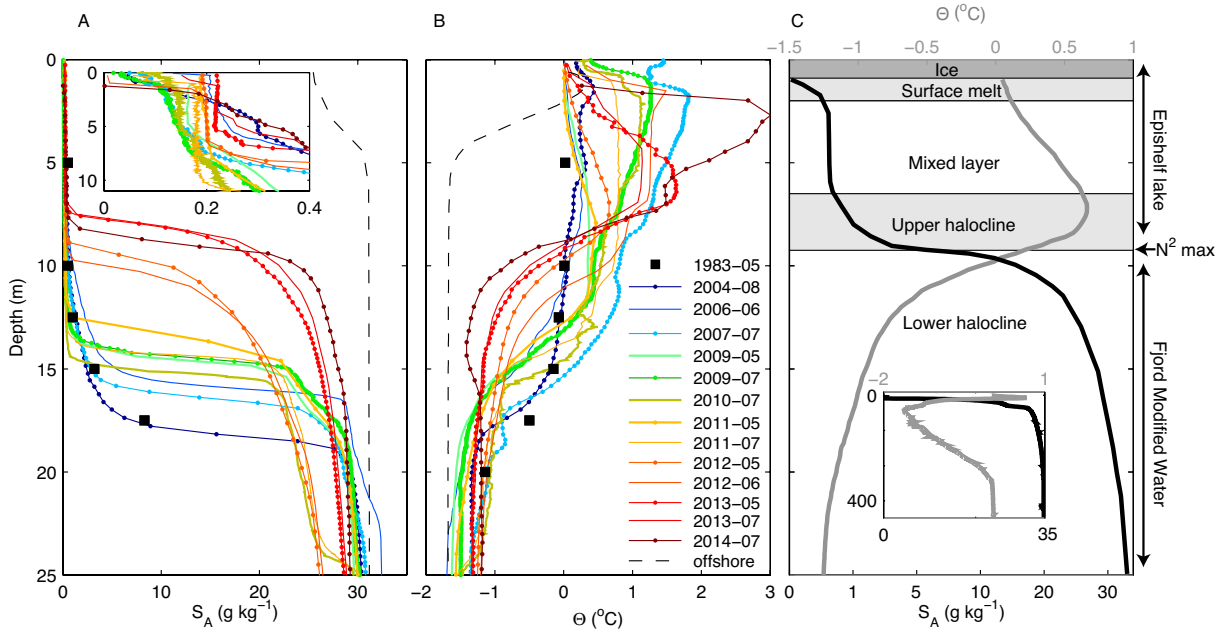 A
B
C
Θ (°C)
−1.5 −1 −0.5 0 0.5 1
0
5
10
15
20
25
Depth (m)
0
5
10
0 0.2 0.4
0 10 20 30
S_A (g kg⁻¹)
1983−05
2004−08
2006−06
2007−07
2009−05
2009−07
2010−07
2011−05
2011−07
2012−05
2012−06
2013−05
2013−07
2014−07
offshore
−2 −1 0 1 2 3
Θ (°C)
Ice
Surface melt
Mixed layer
Upper halocline
Lower halocline
Epishelf lake
N² max
Fjord Modified Water
−2 1
0
400
0 35
0 1 5 10 20 30
S_A (g kg⁻¹)